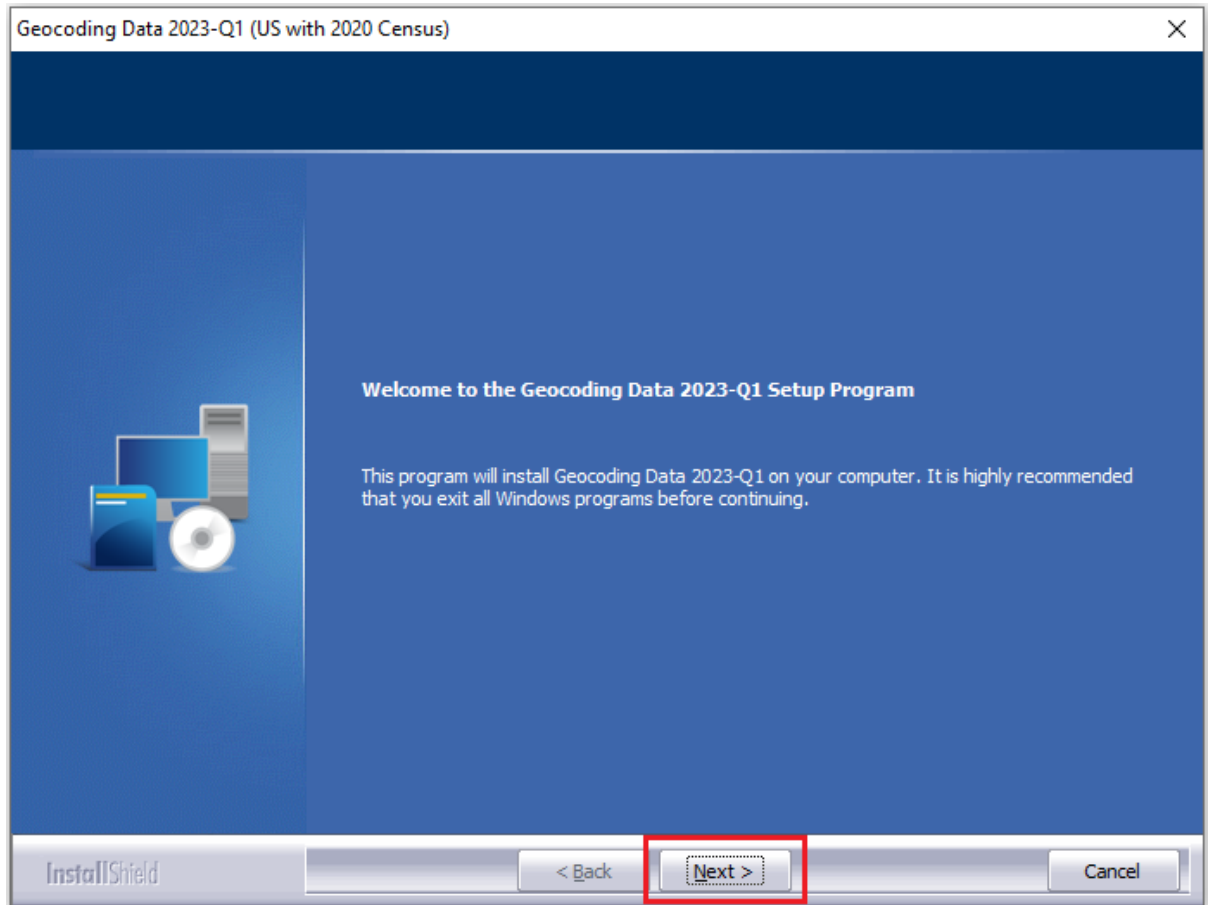 Geocoding Data 2023-Q1 (US with 2020 Census)
Welcome to the Geocoding Data 2023-Q1 Setup Program
This program will install Geocoding Data 2023-Q1 on your computer. It is highly recommended
that you exit all Windows programs before continuing.
InstallShield
< Back
Next >
Cancel